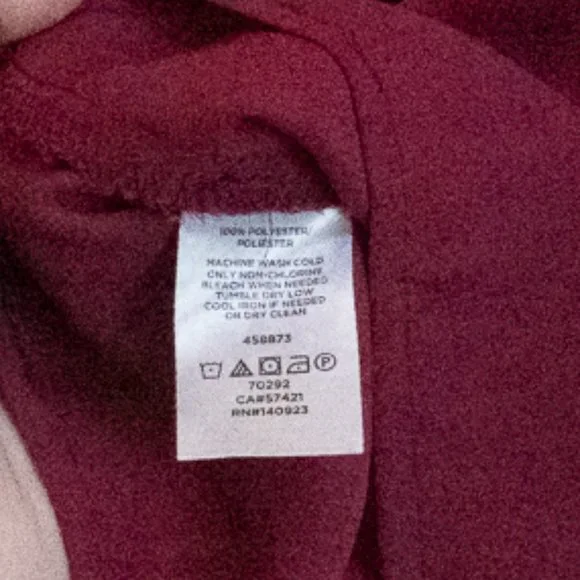 100% POLYESTER/
POLIESTER
MACHINE WASH COLD
ONLY NON-CHLORINE
BLEACH WHEN NEEDED
TUMBLE DRY LOW
COOL IRON IF NEEDED
OR DRY CLEAN
458873
P
70292
CA#57421
RN#140923